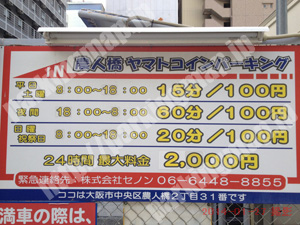 農人橋 ヤマトコインパーキング
平日
土曜 8:00~18:00 15分/100円
夜間 18:00~8:00 60分/100円
日曜
祝祭日 8:00~18:00 20分/100円
24時間 最大料金 2,000円
緊急連絡先:株式会社セノン 06-6448-8855
ココは大阪市中央区農人橋2丁目31番です
満車の際は、